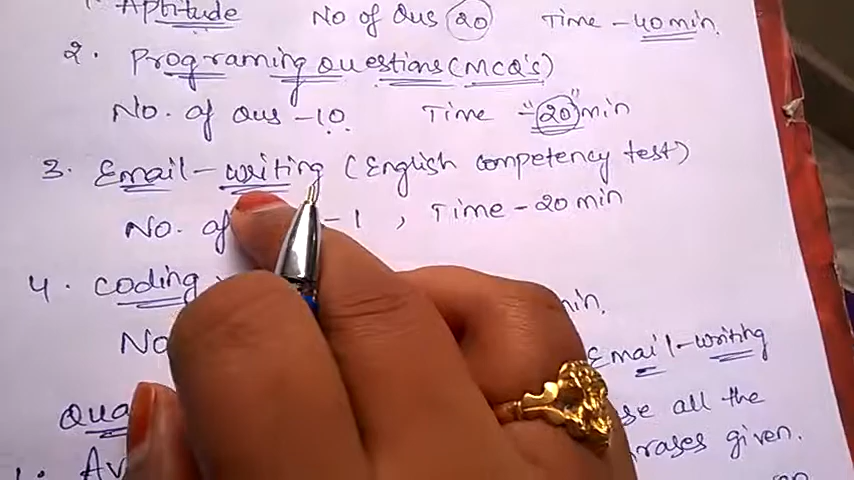 1. Aptitude No of Qus 20 Time - 40 min.
2. Programing Questions (MCQ's)
No. of Qus - 10. Time - "20" min
3. Email - writing (English competency test)
No. of - 1, Time - 20 min
4. coding
No min.
Email - writing
all the
given.